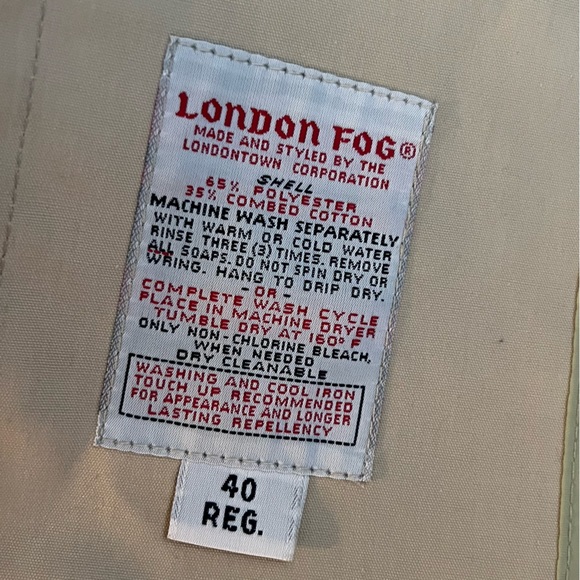 LONDON FOG®
MADE AND STYLED BY THE
LONDONTOWN CORPORATION
SHELL
65% POLYESTER
35% COMBED COTTON
MACHINE WASH SEPARATELY
WITH WARM OR COLD WATER
RINSE THREE (3) TIMES. REMOVE
ALL SOAPS. DO NOT SPIN DRY OR
WRING. HANG TO DRIP DRY.
- OR -
COMPLETE WASH CYCLE
PLACE IN MACHINE DRYER
TUMBLE DRY AT 160° F
ONLY NON-CHLORINE BLEACH,
WHEN NEEDED
DRY CLEANABLE
WASHING AND COOL IRON
TOUCH UP RECOMMENDED
FOR APPEARANCE AND LONGER
LASTING REPELLENCY
40
REG.